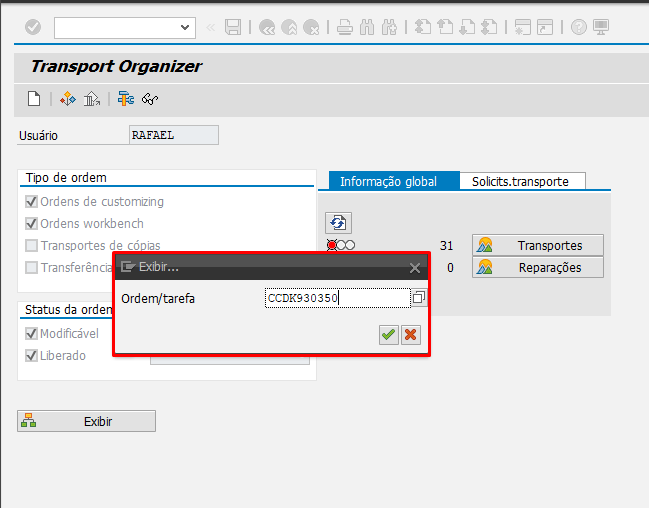 Transport Organizer
Usuário RAFAEL
Tipo de ordem
Ordens de customizing
Ordens workbench
Transportes de cópias
Transferência
Informação global Solicits.transporte
31 Transportes
0 Reparações
Exibir...
Ordem/tarefa CCDK930350
Status da ordem
Modificável
Liberado
Exibir